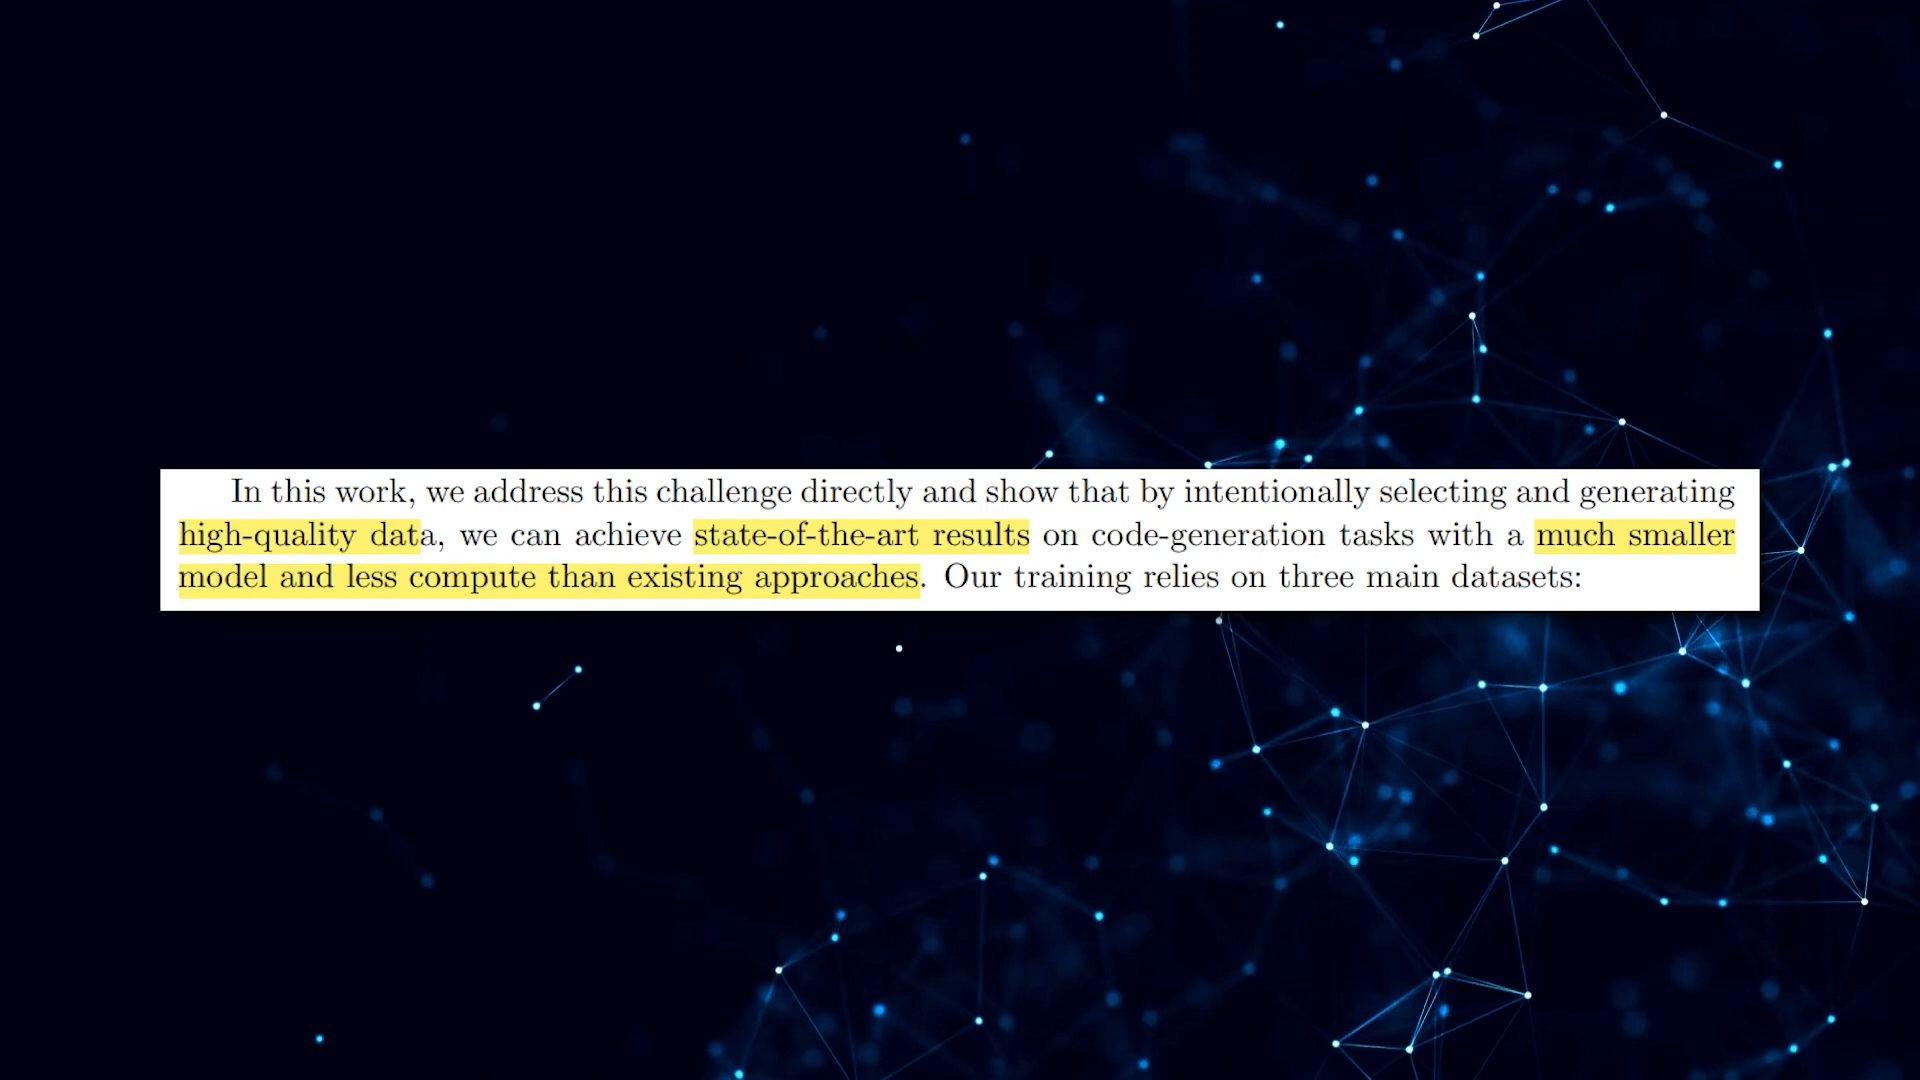 In this work, we address this challenge directly and show that by intentionally selecting and generating
high-quality data, we can achieve state-of-the-art results on code-generation tasks with a much smaller
model and less compute than existing approaches. Our training relies on three main datasets: